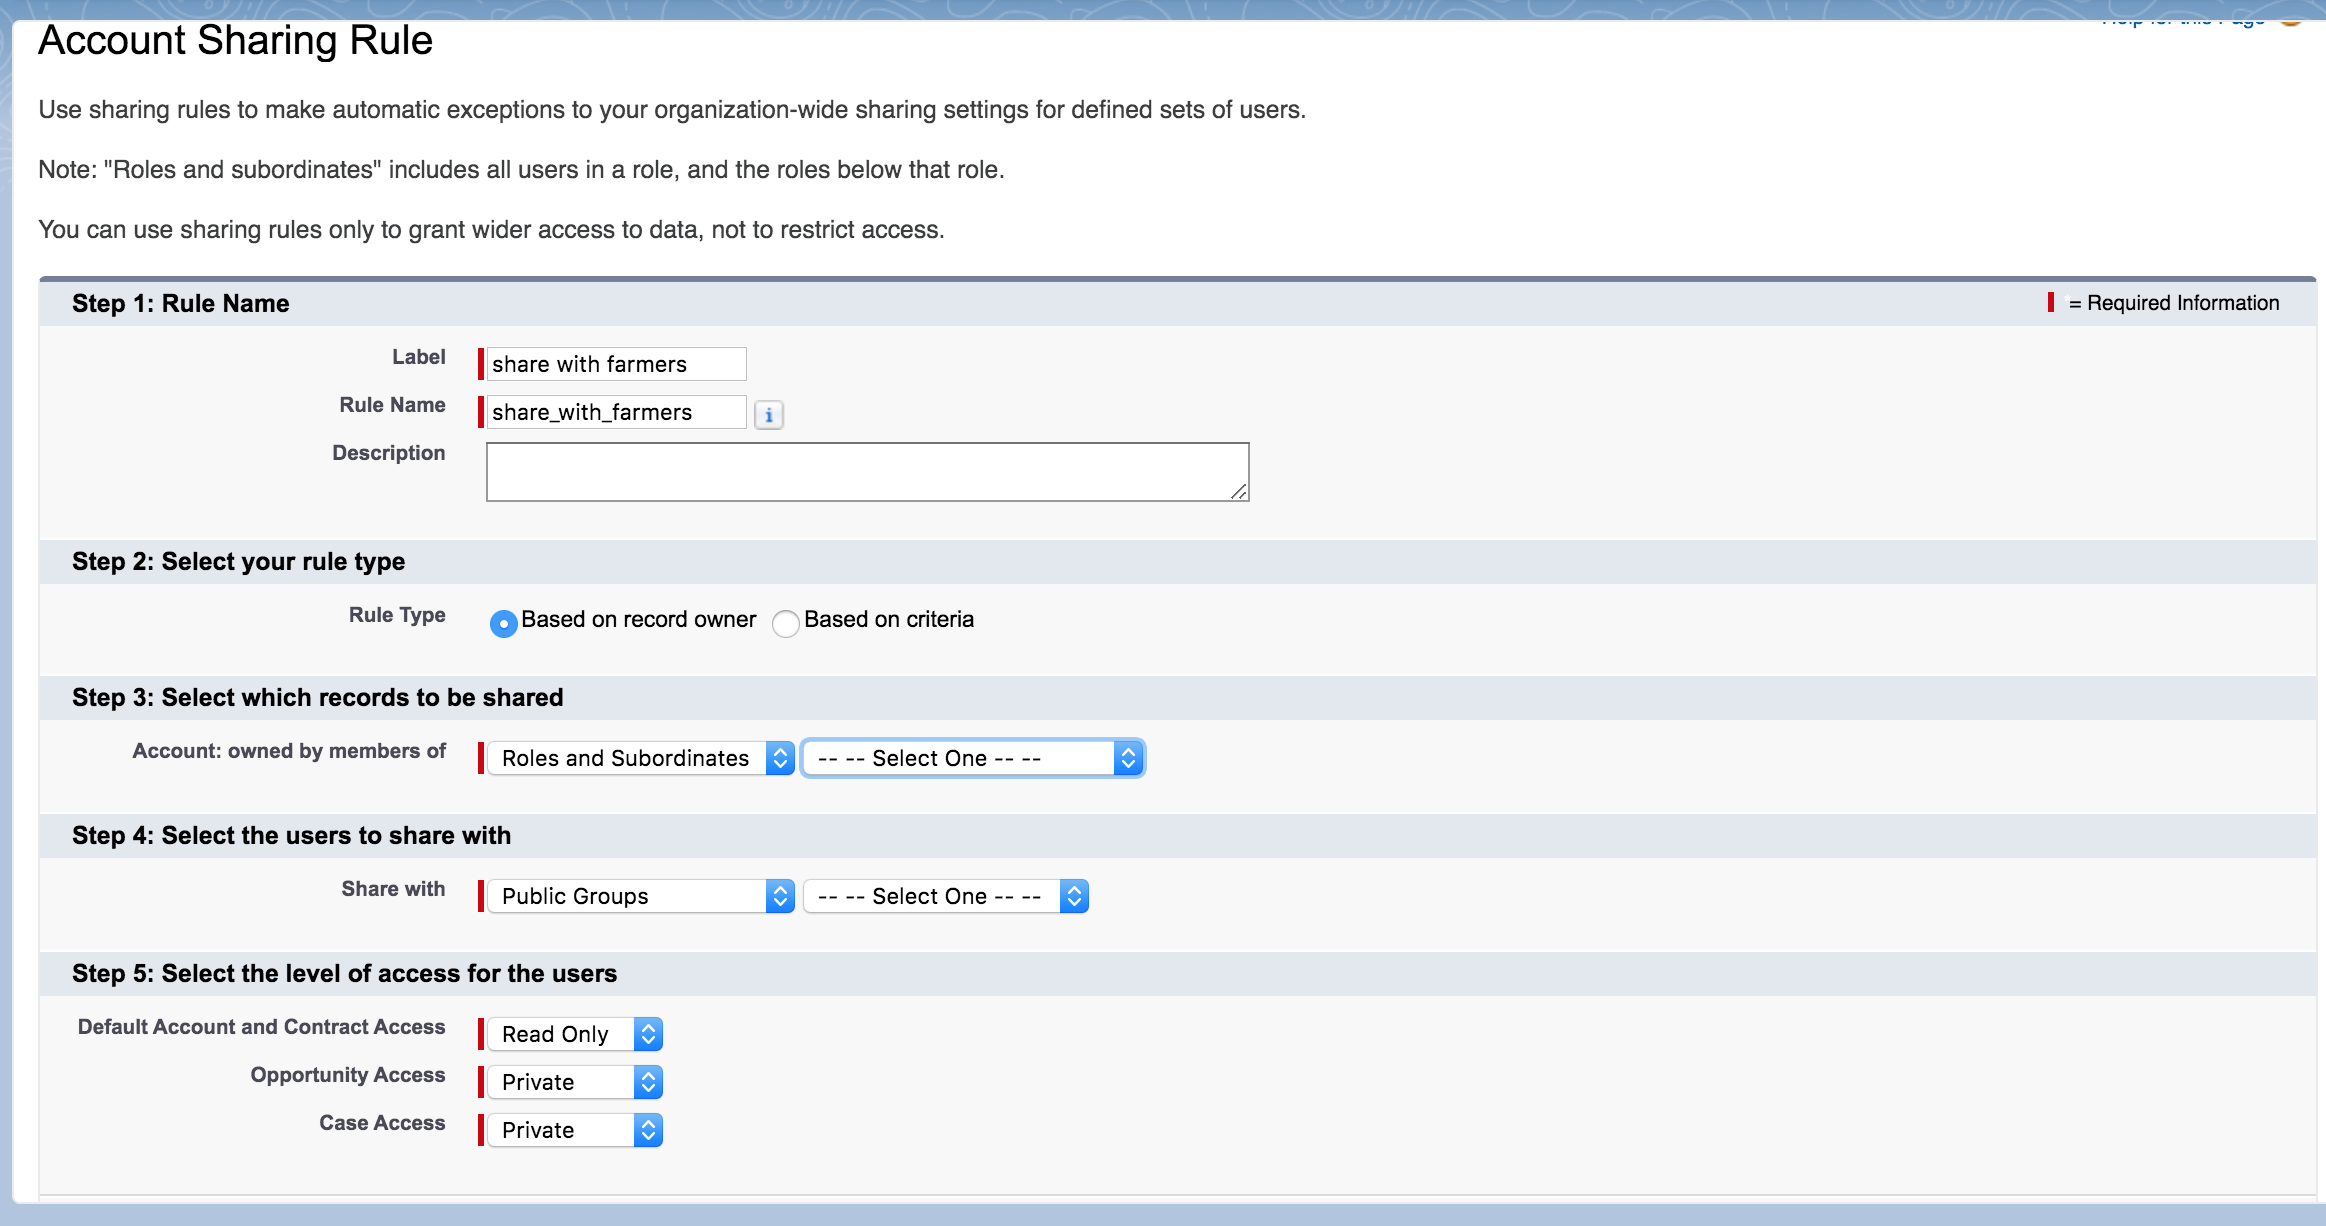 Help for this Page
Account Sharing Rule
Use sharing rules to make automatic exceptions to your organization-wide sharing settings for defined sets of users.
Note: "Roles and subordinates" includes all users in a role, and the roles below that role.
You can use sharing rules only to grant wider access to data, not to restrict access.
Step 1: Rule Name
= Required Information
Label
share with farmers
Rule Name
share_with_farmers
i
Description
Step 2: Select your rule type
Rule Type
Based on record owner
Based on criteria
Step 3: Select which records to be shared
Account: owned by members of
Roles and Subordinates
-- -- Select One -- --
Step 4: Select the users to share with
Share with
Public Groups
-- -- Select One -- --
Step 5: Select the level of access for the users
Default Account and Contract Access
Read Only
Opportunity Access
Private
Case Access
Private